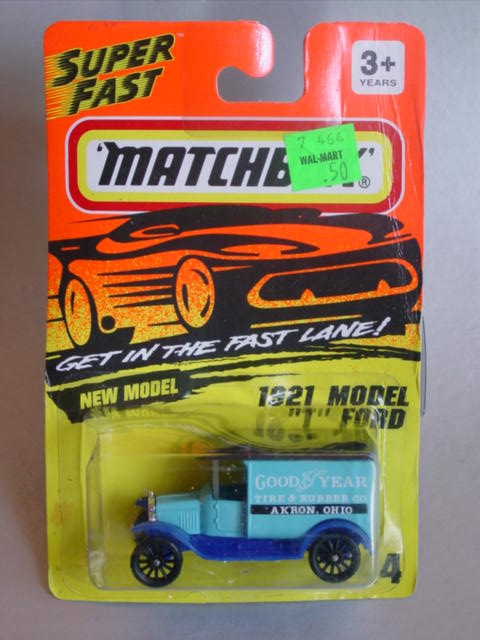 SUPER
FAST
3+
YEARS
'MATCHB
7 464
WAL-MART
.50
®
GET IN THE FAST LANE!
NEW MODEL
1921 MODEL
"T" FORD
GOOD YEAR
TIRE & RUBBER CO.
AKRON, OHIO
4